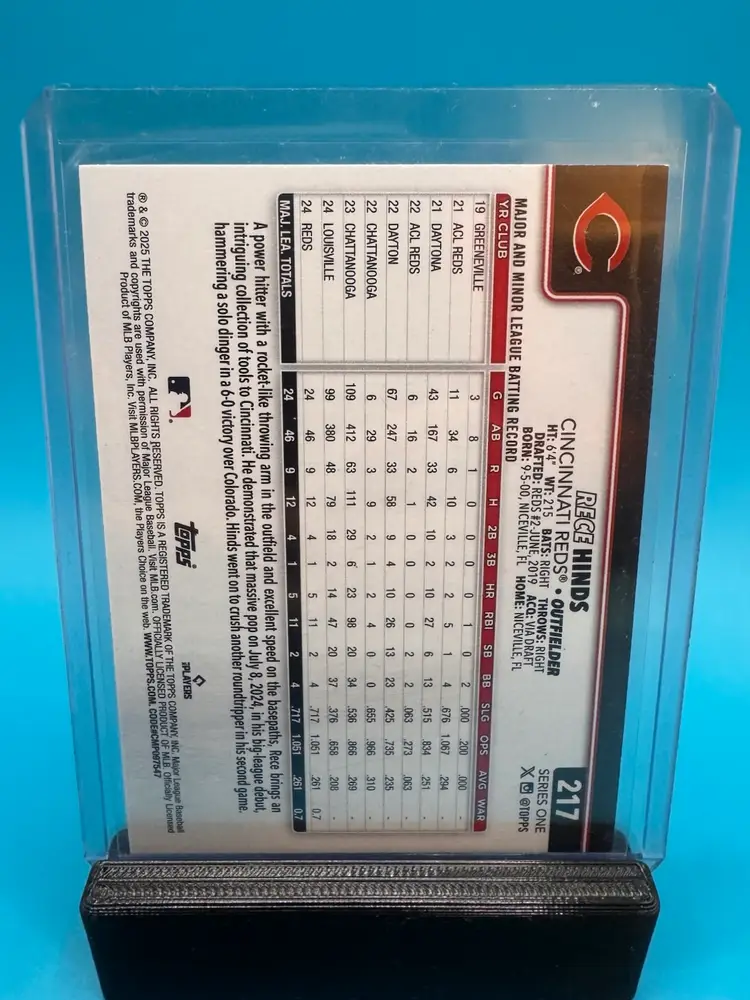 C
®
217
SERIES ONE
X @TOPPS
RECE HINDS
CINCINNATI REDS® • OUTFIELDER
HT: 6'4" WT: 215 BATS: RIGHT THROWS: RIGHT
DRAFTED: REDS #2-JUNE, 2019 ACQ: VIA DRAFT
BORN: 9-5-00, NICEVILLE, FL HOME: NICEVILLE, FL
MAJOR AND MINOR LEAGUE BATTING RECORD
YR CLUB G AB R H 2B 3B HR RBI SB BB SLG OPS AVG WAR
19 GREENEVILLE 3 8 1 0 0 0 0 1 0 2 .000 .200 .000 -
21 ACL REDS 11 34 6 10 3 2 2 5 1 4 .676 1.067 .294 -
21 DAYTONA 43 167 33 42 10 2 10 27 6 13 .515 .834 .251 -
22 ACL REDS 6 16 2 1 0 0 0 0 2 2 .063 .273 .063 -
22 DAYTON 67 247 33 58 9 4 10 26 13 23 .425 .735 .235 -
22 CHATTANOOGA 6 29 3 9 2 1 2 4 0 0 .655 .966 .310 -
23 CHATTANOOGA 109 412 63 111 29 6 23 98 20 34 .536 .866 .269 -
24 LOUISVILLE 99 380 48 79 18 2 14 47 20 37 .376 .658 .208 -
24 REDS 24 46 9 12 4 1 5 11 2 4 .717 1.051 .261 0.7
MAJ. LEA. TOTALS 24 46 9 12 4 1 5 11 2 4 .717 1.051 .261 0.7
A power hitter with a rocket-like throwing arm in the outfield and excellent speed on the basepaths, Rece brings an
intriguing collection of tools to Cincinnati. He demonstrated that massive pop on July 8, 2024, in his big-league debut,
hammering a solo dinger in a 6-0 victory over Colorado. Hinds went on to crush another roundtripper in his second game.
topps
PLAYERS
® & © 2025 THE TOPPS COMPANY, INC. ALL RIGHTS RESERVED. TOPPS IS A REGISTERED TRADEMARK OF THE TOPPS COMPANY, INC. Major League Baseball
trademarks and copyrights are used with permission of Major League Baseball. Visit MLB.com. OFFICIALLY LICENSED PRODUCT OF MLB. Officially Licensed
Product of MLB Players, Inc. Visit MLBPLAYERS.COM, the Players Choice on the web. WWW.TOPPS.COM. CODE#CMP097547